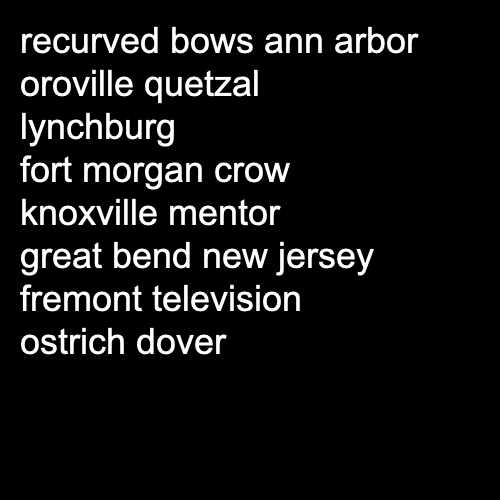 recurved bows ann arbor
oroville quetzal
lynchburg
fort morgan crow
knoxville mentor
great bend new jersey
fremont television
ostrich dover